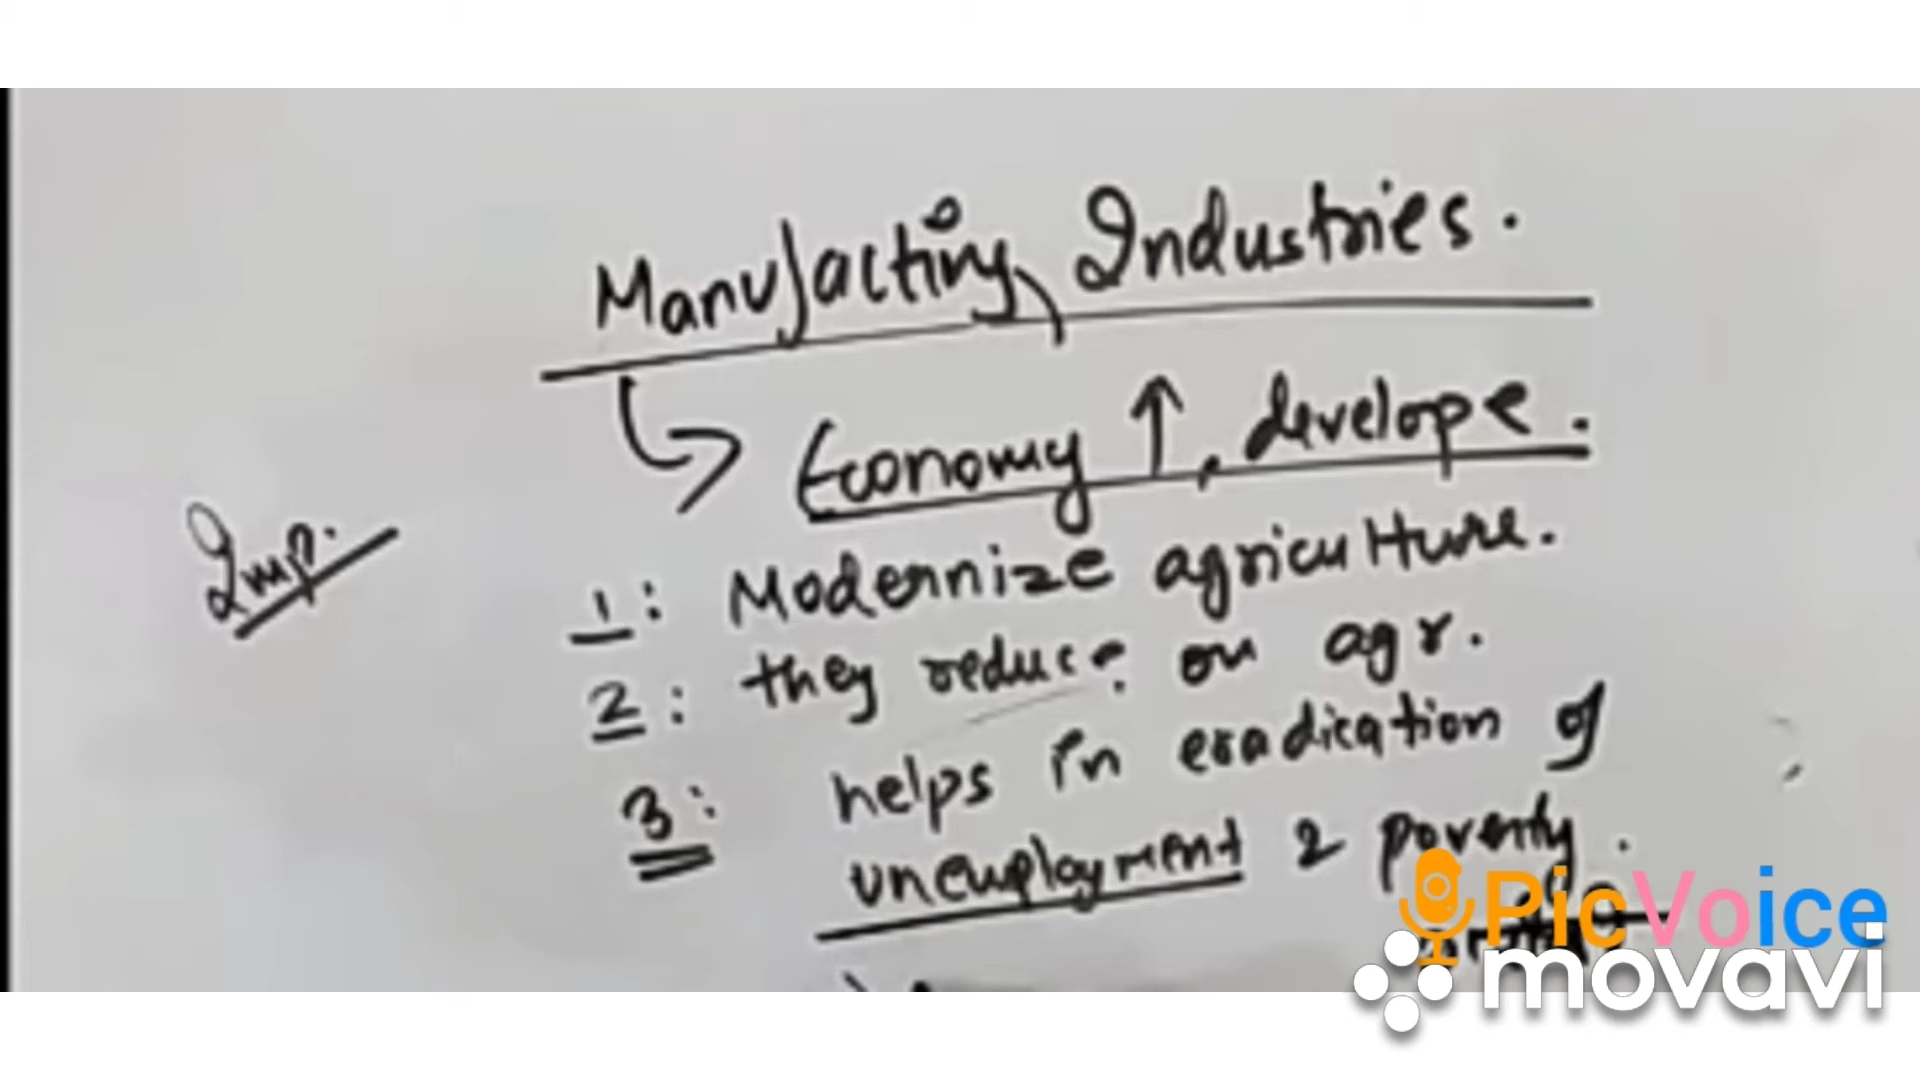 Manufacting Industries.
Economy ↑, develope.
Imp.
1: Modernize agriculture.
2: they reduce on agr.
3: helps in eradication of
unemployment & poverty.
PicVoice
movavi